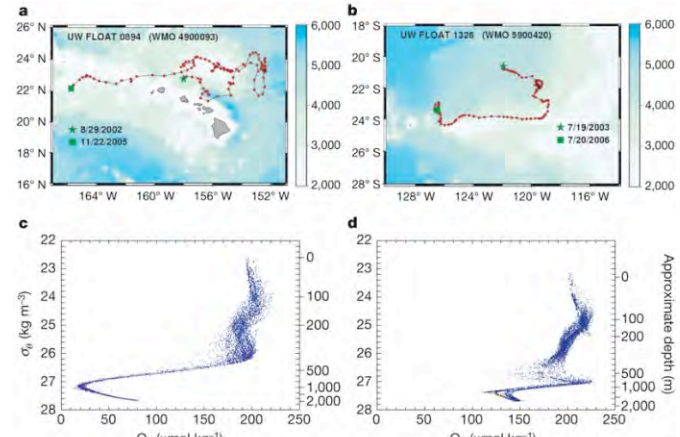 a
b
26° N
24° N
22° N
20° N
18° N
16° N
UW FLOAT 0894 (WMO 4900093)
8/29/2002
11/22/2005
164° W
160° W
156° W
152° W
6,000
5,000
4,000
3,000
2,000
18° S
20° S
22° S
24° S
26° S
28° S
UW FLOAT 1326 (WMO 5900420)
7/19/2003
7/20/2006
128° W
124° W
120° W
116° W
6,000
5,000
4,000
3,000
2,000
c
d
22
23
24
25
26
27
28
σθ (kg m⁻³)
0
100
200
500
1,000
2,000
0
50
100
150
200
250
22
23
24
25
26
27
28
0
100
200
500
1,000
2,000
Approximate depth (m)
0
50
100
150
200
250